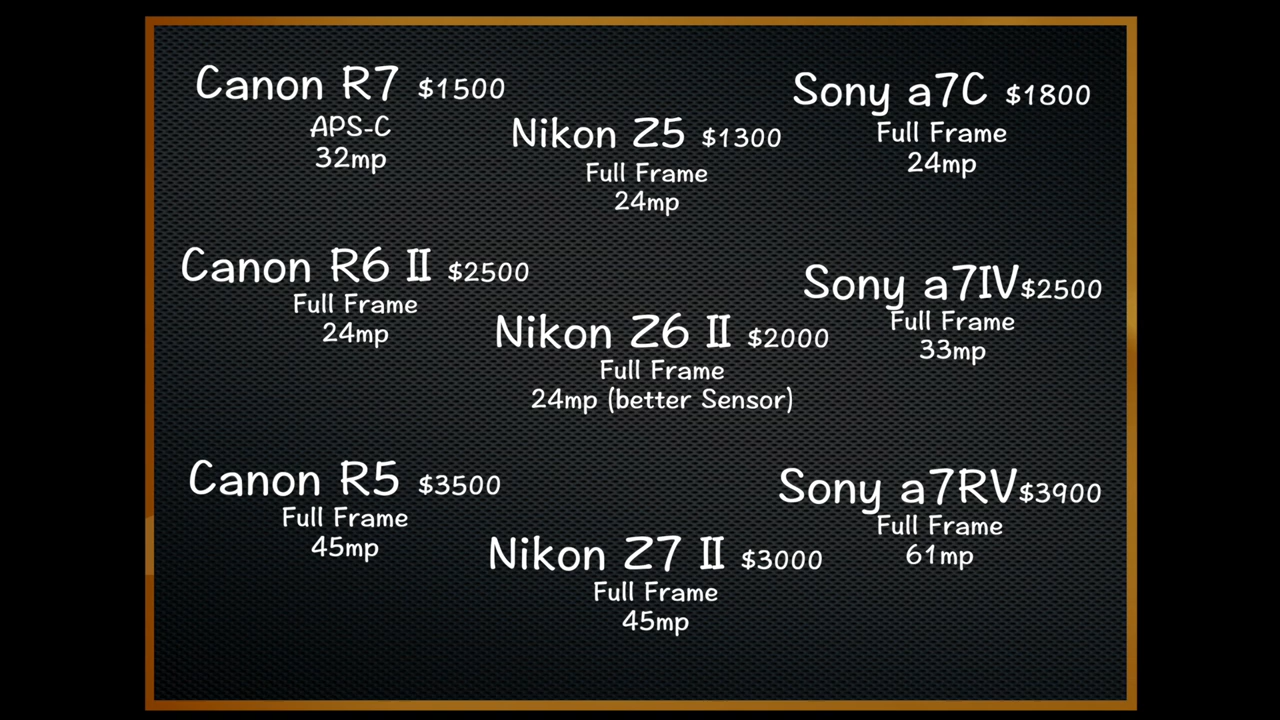 Canon R7 $1500
APS-C
32mp
Nikon Z5 $1300
Full Frame
24mp
Sony a7C $1800
Full Frame
24mp
Canon R6 II $2500
Full Frame
24mp
Nikon Z6 II $2000
Full Frame
24mp (better Sensor)
Sony a7IV $2500
Full Frame
33mp
Canon R5 $3500
Full Frame
45mp
Nikon Z7 II $3000
Full Frame
45mp
Sony a7RV $3900
Full Frame
61mp